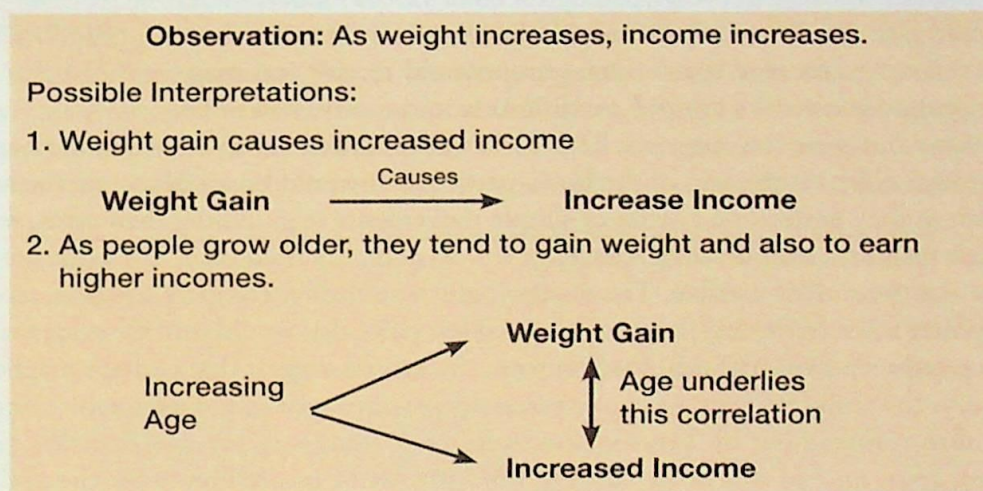 Observation: As weight increases, income increases.
Possible Interpretations:
1. Weight gain causes increased income
Causes
Weight Gain Increase Income
2. As people grow older, they tend to gain weight and also to earn
higher incomes.
Weight Gain
Increasing
Age
Age underlies
this correlation
Increased Income